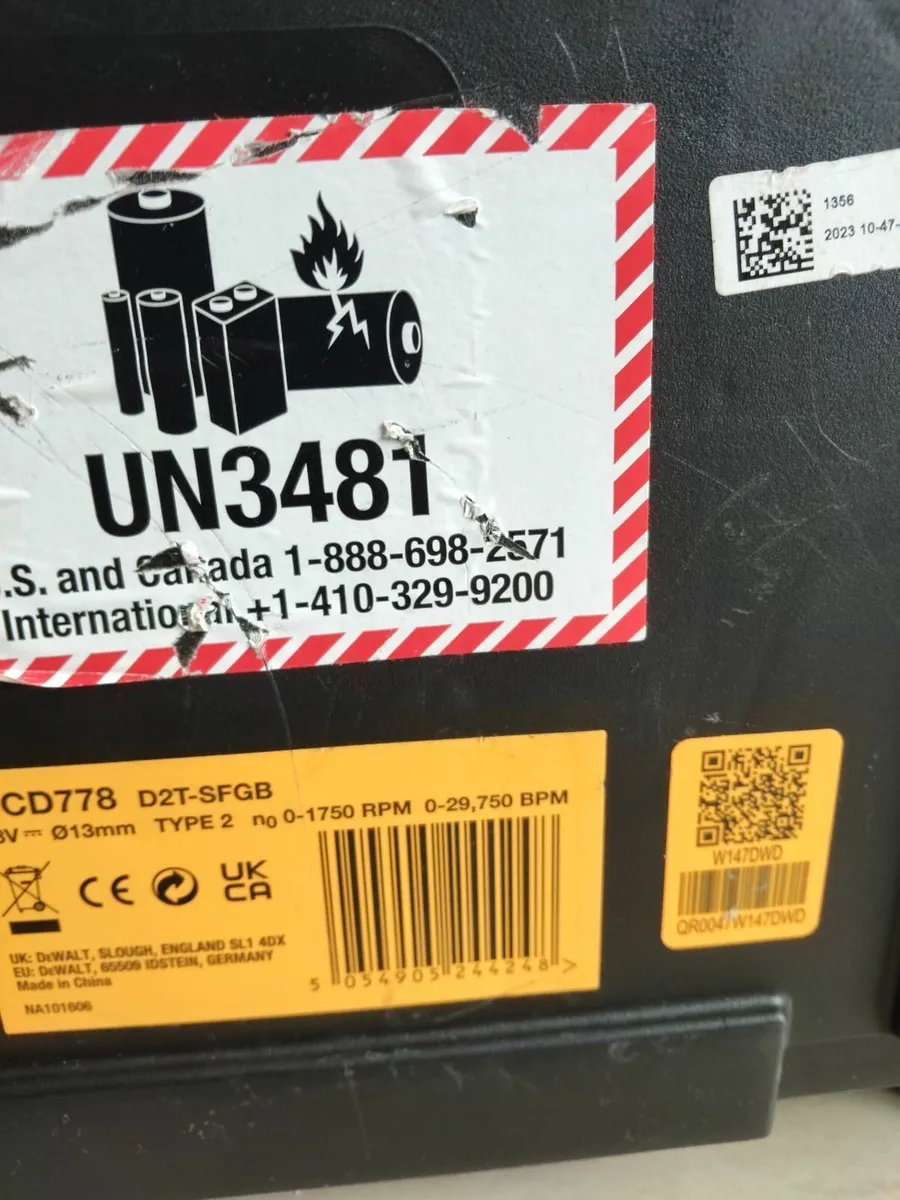 1356
2023 10-47-
UN3481
.S. and Canada 1-888-698-2571
International +1-410-329-9200
CD778 D2T-SFGB
8V Ø13mm TYPE 2 n0 0-1750 RPM 0-29,750 BPM
CE UK CA
UK: DEWALT, SLOUGH, ENGLAND SL1 4DX
EU: DEWALT, 65509 IDSTEIN, GERMANY
Made in China
NA101606
5 054905 244248 >
W147DWD
QR0047W147DWD